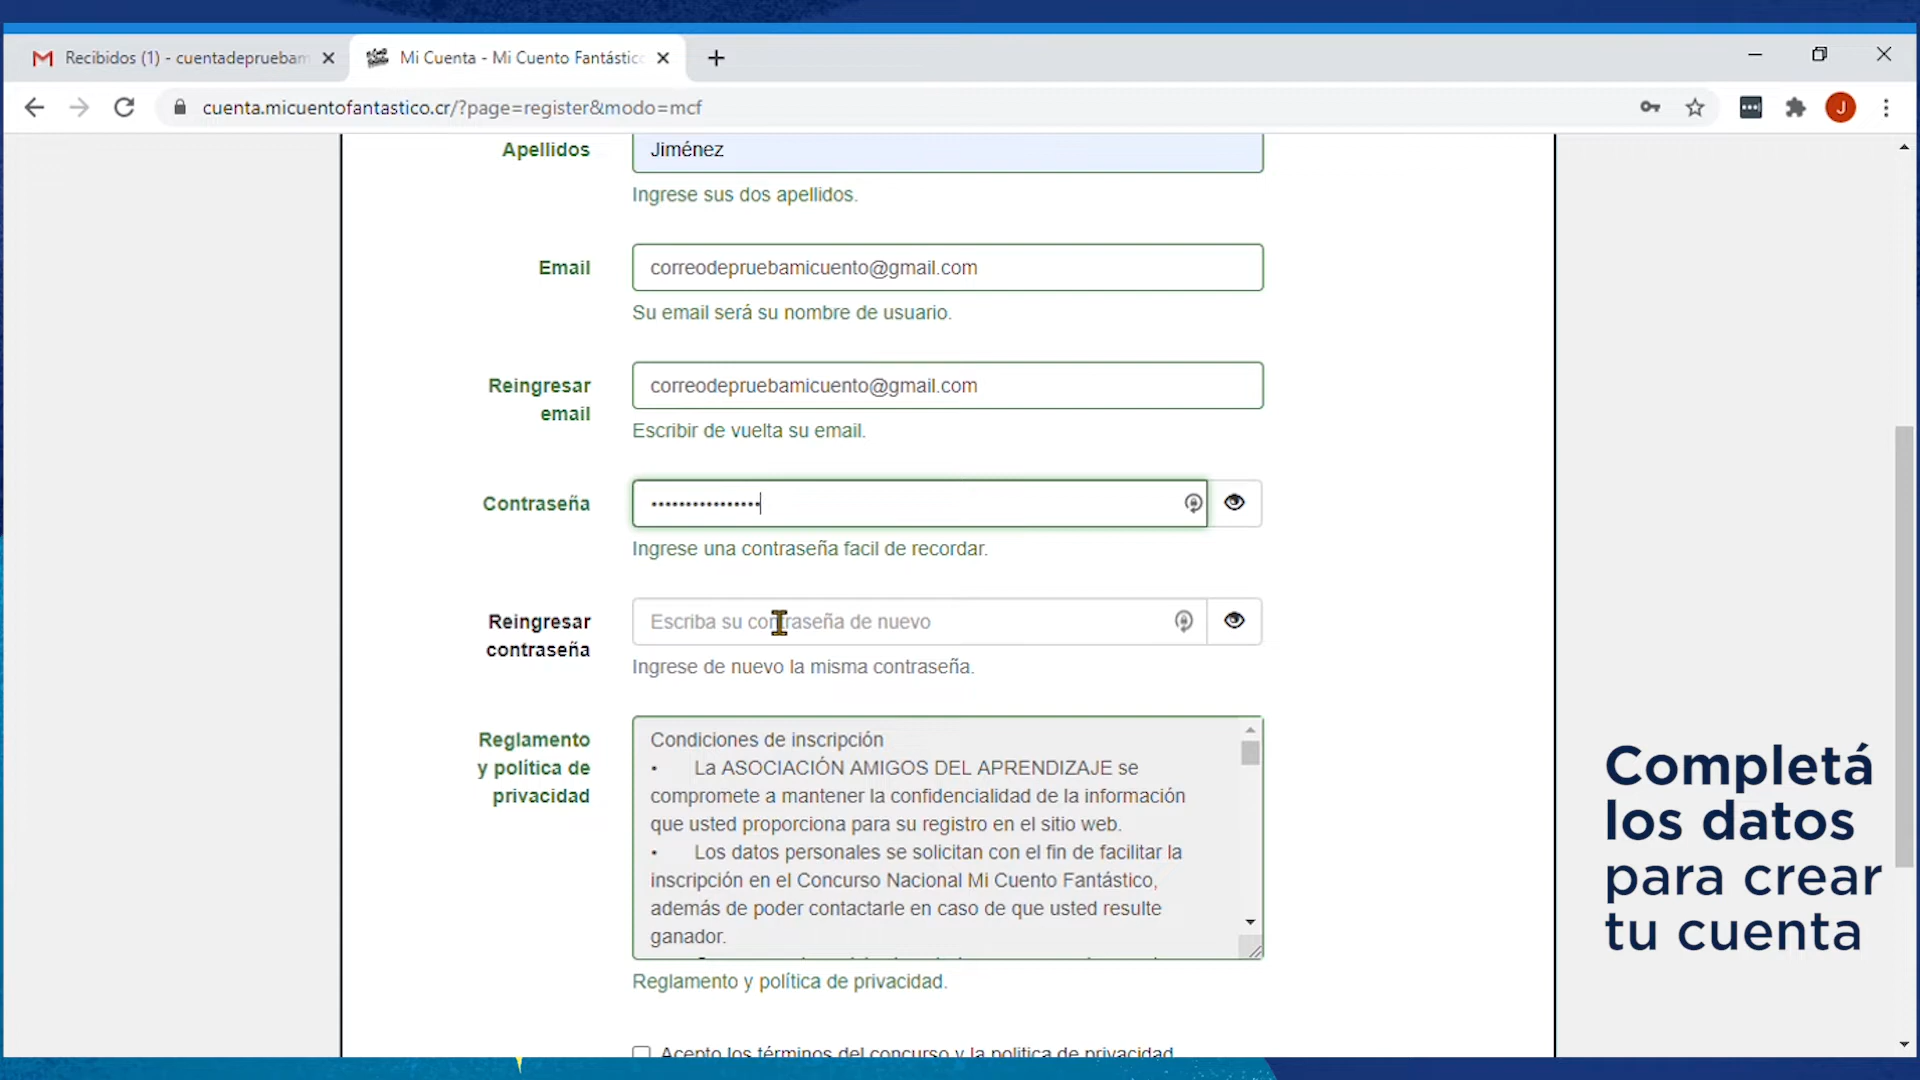 Recibidos (1) - cuentadepruebam
Mi Cuenta - Mi Cuento Fantástic
cuenta.micuentofantastico.cr/?page=register&modo=mcf
J
Apellidos
Jiménez
Ingrese sus dos apellidos.
Email
correodepruebamicuento@gmail.com
Su email será su nombre de usuario.
Reingresar
email
correodepruebamicuento@gmail.com
Escribir de vuelta su email.
Contraseña
••••••••••••••••
Ingrese una contraseña facil de recordar.
Reingresar
contraseña
Escriba su contraseña de nuevo
Ingrese de nuevo la misma contraseña.
Reglamento
y política de
privacidad
Condiciones de inscripción
• La ASOCIACIÓN AMIGOS DEL APRENDIZAJE se
compromete a mantener la confidencialidad de la información
que usted proporciona para su registro en el sitio web.
• Los datos personales se solicitan con el fin de facilitar la
inscripción en el Concurso Nacional Mi Cuento Fantástico,
además de poder contactarle en caso de que usted resulte
ganador.
Reglamento y política de privacidad.
Acepto los términos del concurso y la politica de privacidad
Completá
los datos
para crear
tu cuenta